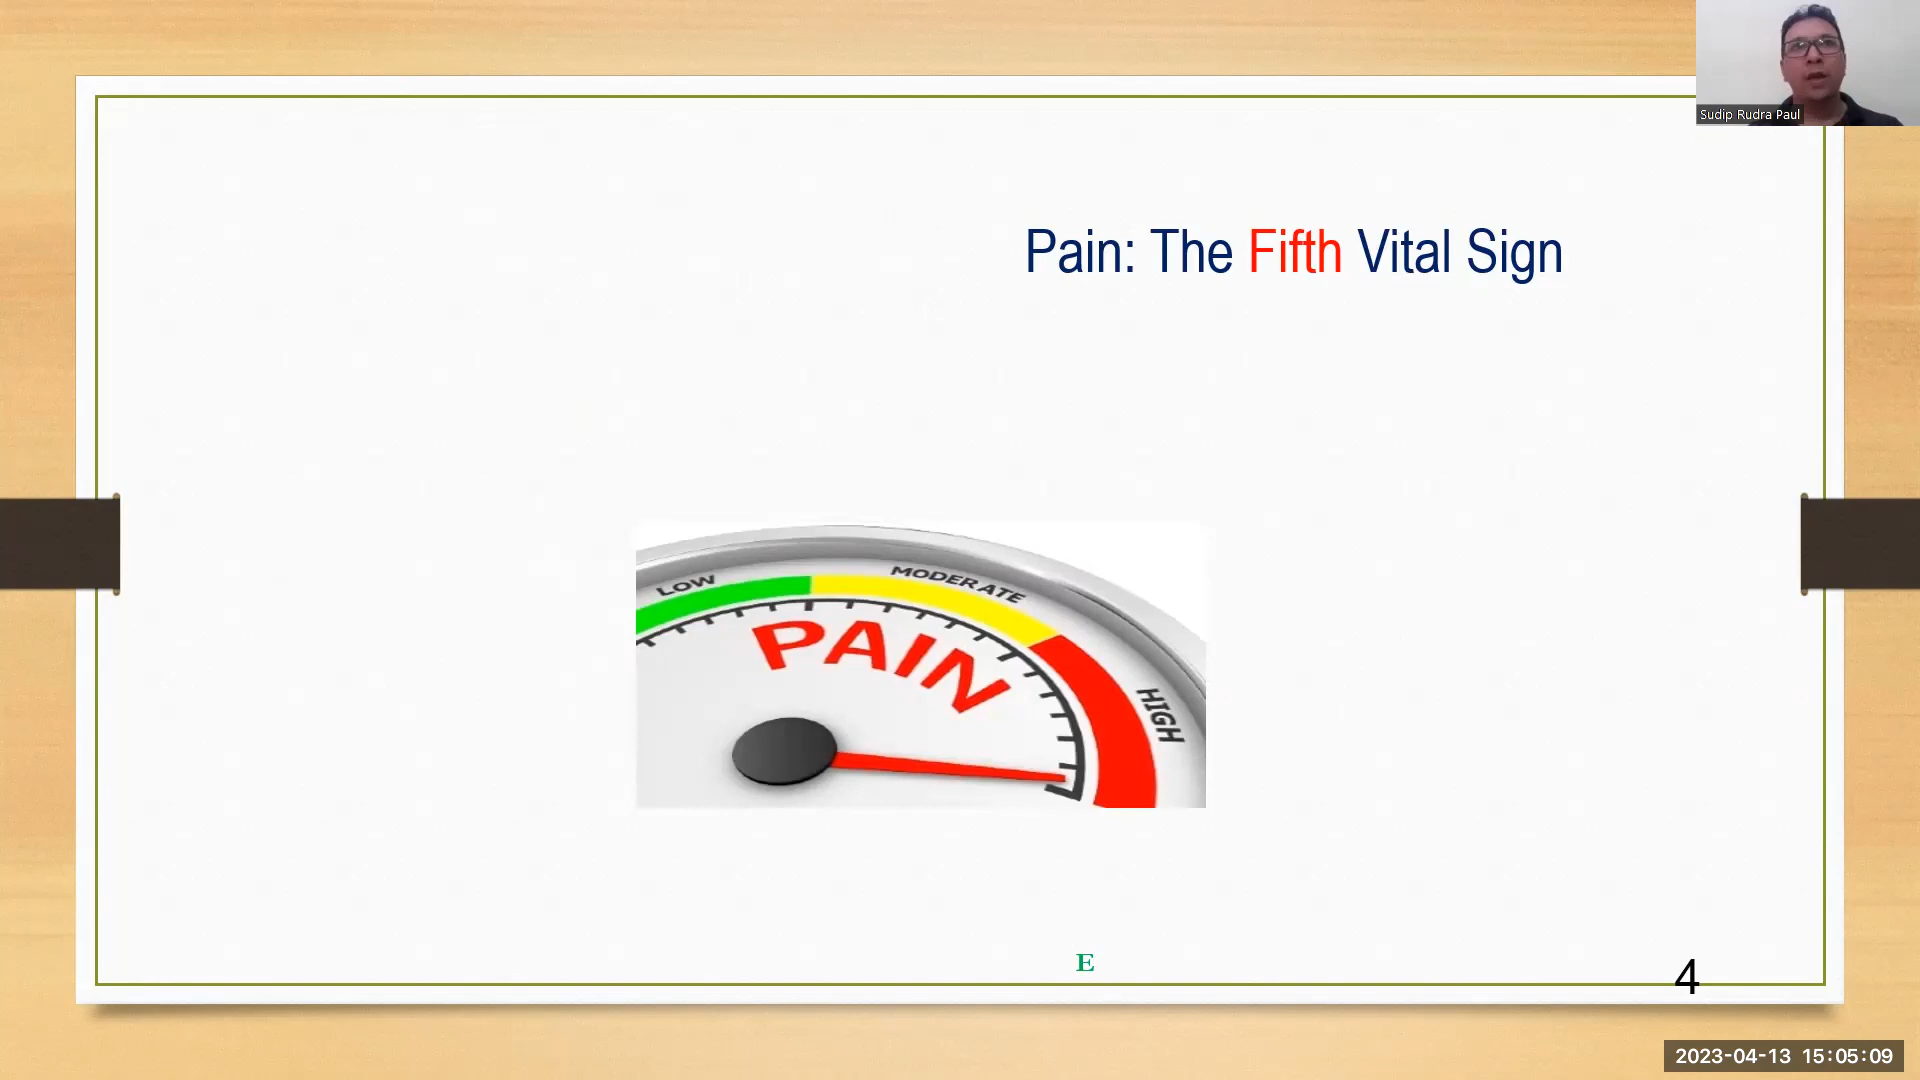 Sudip Rudra Paul
Pain: The Fifth Vital Sign
LOW
MODERATE
HIGH
PAIN
E
4
2023-04-13 15:05:09